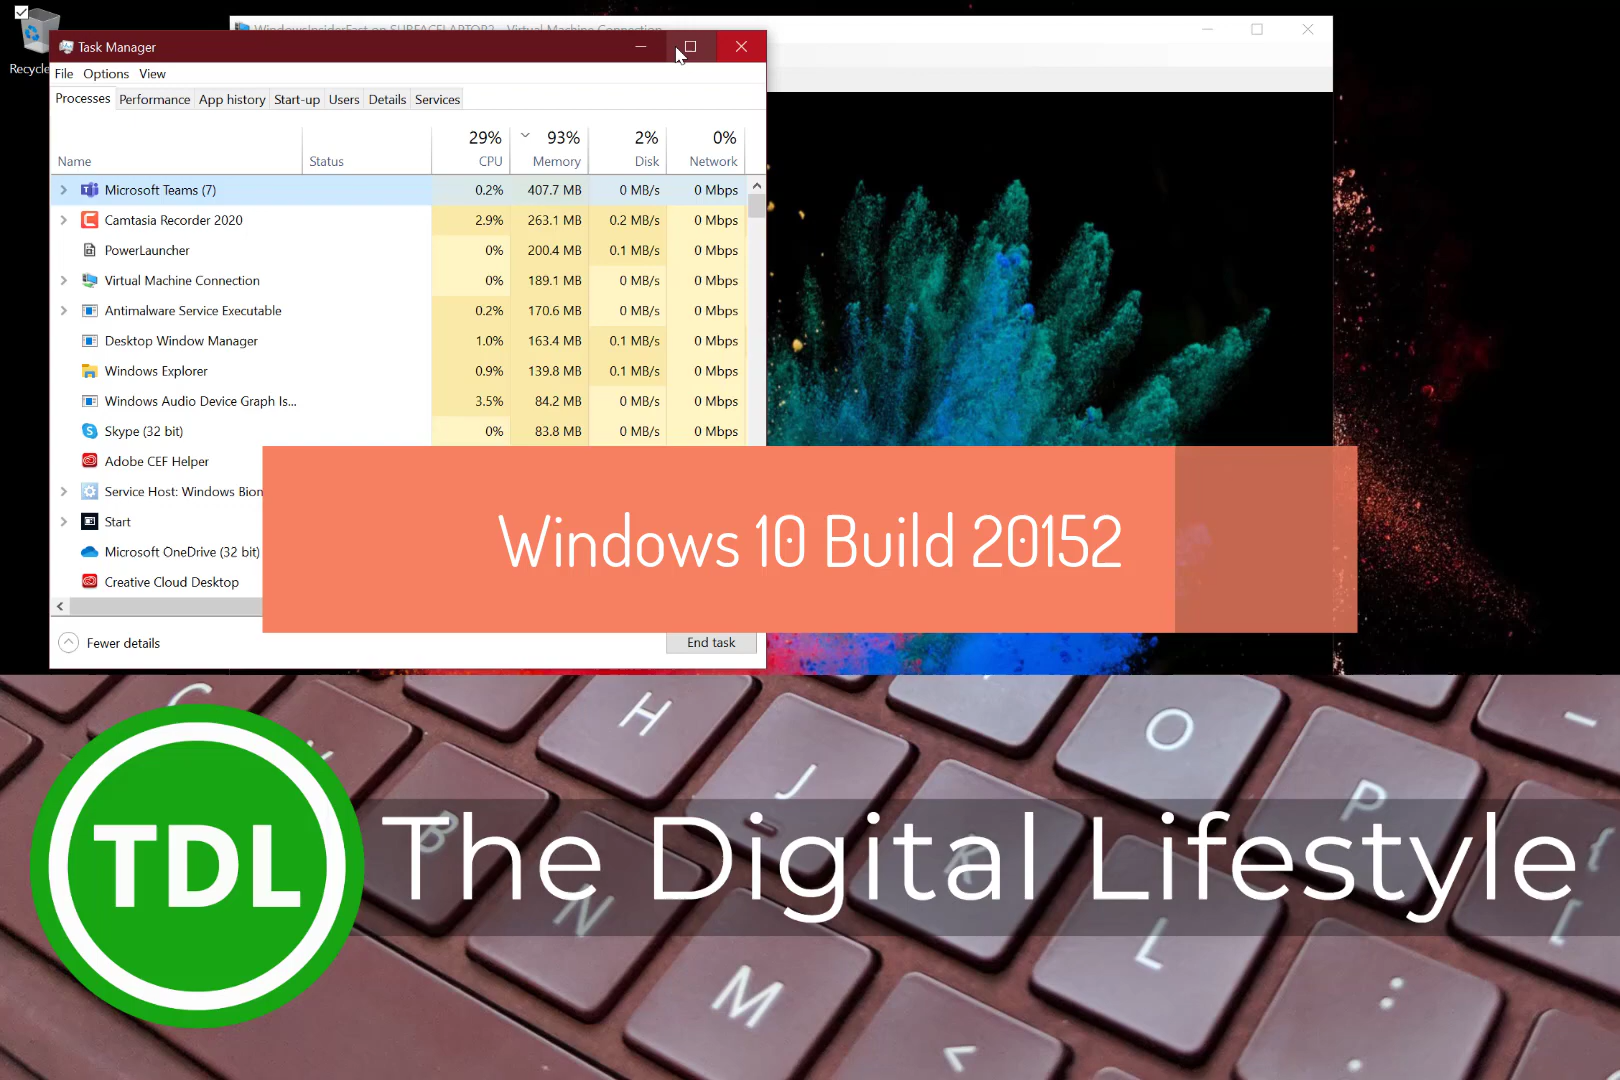 WindowsInsiderFast on SURFACELAPTOP3 - Virtual Machine Connection
Recycle
Task Manager
File Options View
Processes Performance App history Start-up Users Details Services
29% 93% 2% 0%
Name Status CPU Memory Disk Network
Microsoft Teams (7) 0.2% 407.7 MB 0 MB/s 0 Mbps
Camtasia Recorder 2020 2.9% 263.1 MB 0.2 MB/s 0 Mbps
PowerLauncher 0% 200.4 MB 0.1 MB/s 0 Mbps
Virtual Machine Connection 0% 189.1 MB 0 MB/s 0 Mbps
Antimalware Service Executable 0.2% 170.6 MB 0 MB/s 0 Mbps
Desktop Window Manager 1.0% 163.4 MB 0.1 MB/s 0 Mbps
Windows Explorer 0.9% 139.8 MB 0.1 MB/s 0 Mbps
Windows Audio Device Graph Is... 3.5% 84.2 MB 0 MB/s 0 Mbps
Skype (32 bit) 0% 83.8 MB 0 MB/s 0 Mbps
Adobe CEF Helper
Service Host: Windows Bion
Start
Microsoft OneDrive (32 bit)
Creative Cloud Desktop
Windows 10 Build 20152
Fewer details End task
H O
J P
B K {
N L [
M : ;
<
TDL The Digital Lifestyle